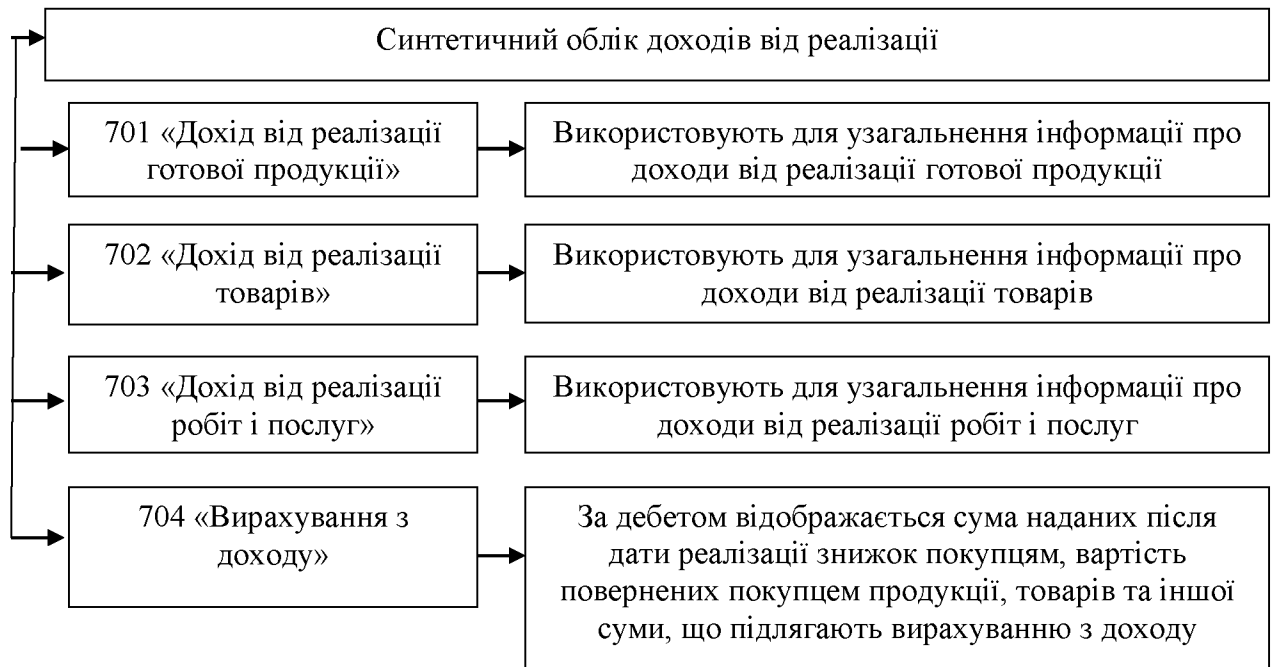 Синтетичний облік доходів від реалізації
701 «Дохід від реалізації
готової продукції»
Використовують для узагальнення інформації про
доходи від реалізації готової продукції
702 «Дохід від реалізації
товарів»
Використовують для узагальнення інформації про
доходи від реалізації товарів
703 «Дохід від реалізації
робіт і послуг»
Використовують для узагальнення інформації про
доходи від реалізації робіт і послуг
704 «Вирахування з
доходу»
За дебетом відображається сума наданих після
дати реалізації знижок покупцям, вартість
повернених покупцем продукції, товарів та іншої
суми, що підлягають вирахуванню з доходу